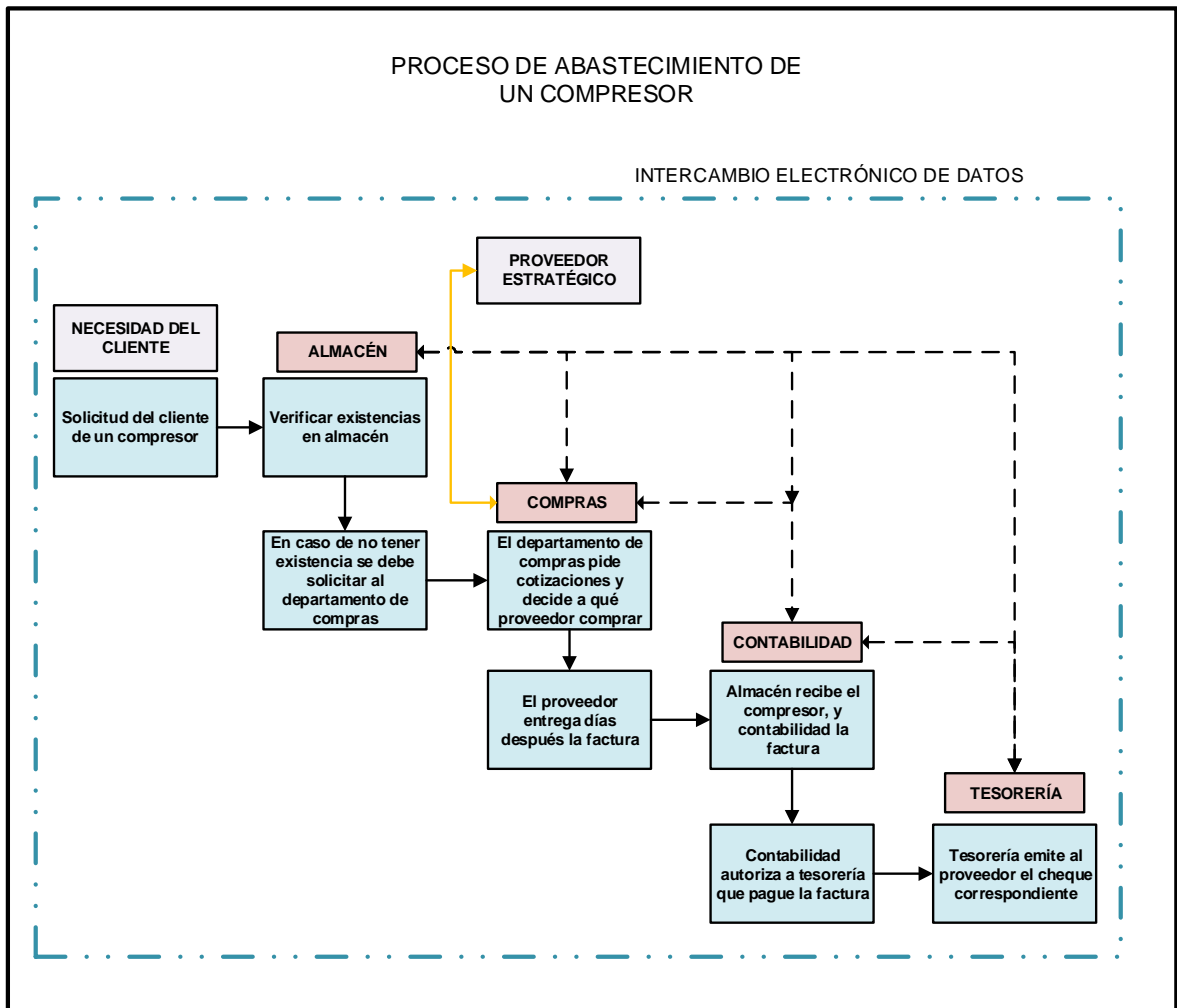 PROCESO DE ABASTECIMIENTO DE
UN COMPRESOR
INTERCAMBIO ELECTRÓNICO DE DATOS
PROVEEDOR
ESTRATÉGICO
NECESIDAD DEL
CLIENTE
ALMACÉN
Solicitud del cliente
de un compresor
Verificar existencias
en almacén
COMPRAS
En caso de no tener
existencia se debe
solicitar al
departamento de
compras
El departamento de
compras pide
cotizaciones y
decide a qué
proveedor comprar
CONTABILIDAD
El proveedor
entrega días
después la factura
Almacén recibe el
compresor, y
contabilidad la
factura
TESORERÍA
Contabilidad
autoriza a tesorería
que pague la factura
Tesorería emite al
proveedor el cheque
correspondiente